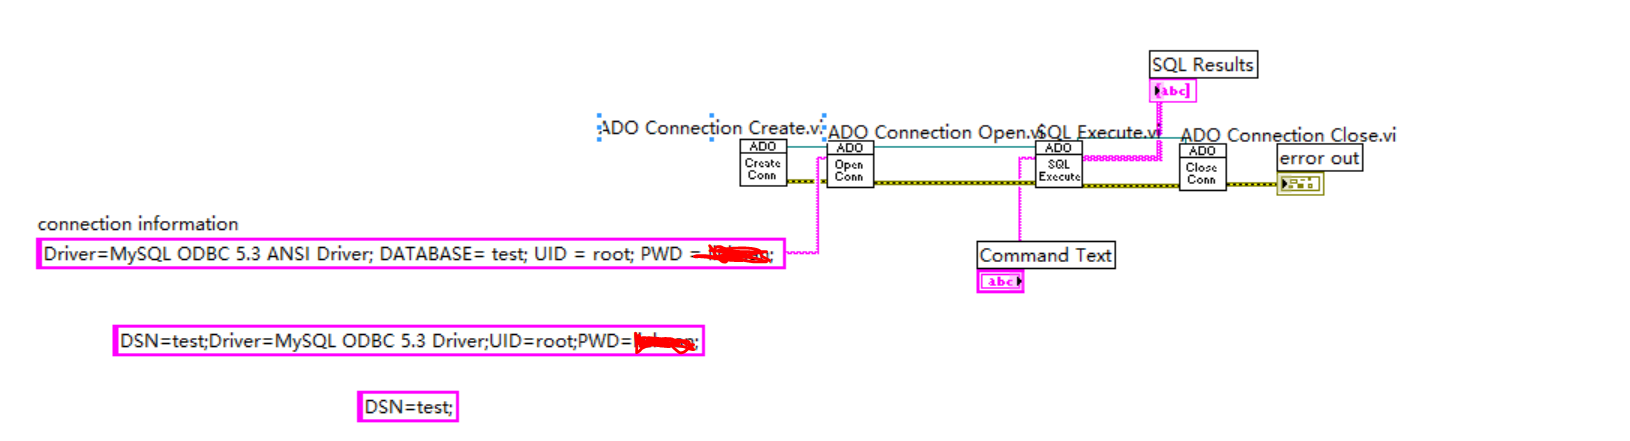 SQL Results
abc]
ADO Connection Create.vi
ADO Connection Open.vi
SQL Execute.vi
ADO Connection Close.vi
error out
ADO
Create
Conn
ADO
Open
Conn
ADO
SQL
Execute
ADO
Close
Conn
connection information
Driver=MySQL ODBC 5.3 ANSI Driver; DATABASE= test; UID = root; PWD = ;
Command Text
abc
DSN=test;Driver=MySQL ODBC 5.3 Driver;UID=root;PWD= ;
DSN=test;